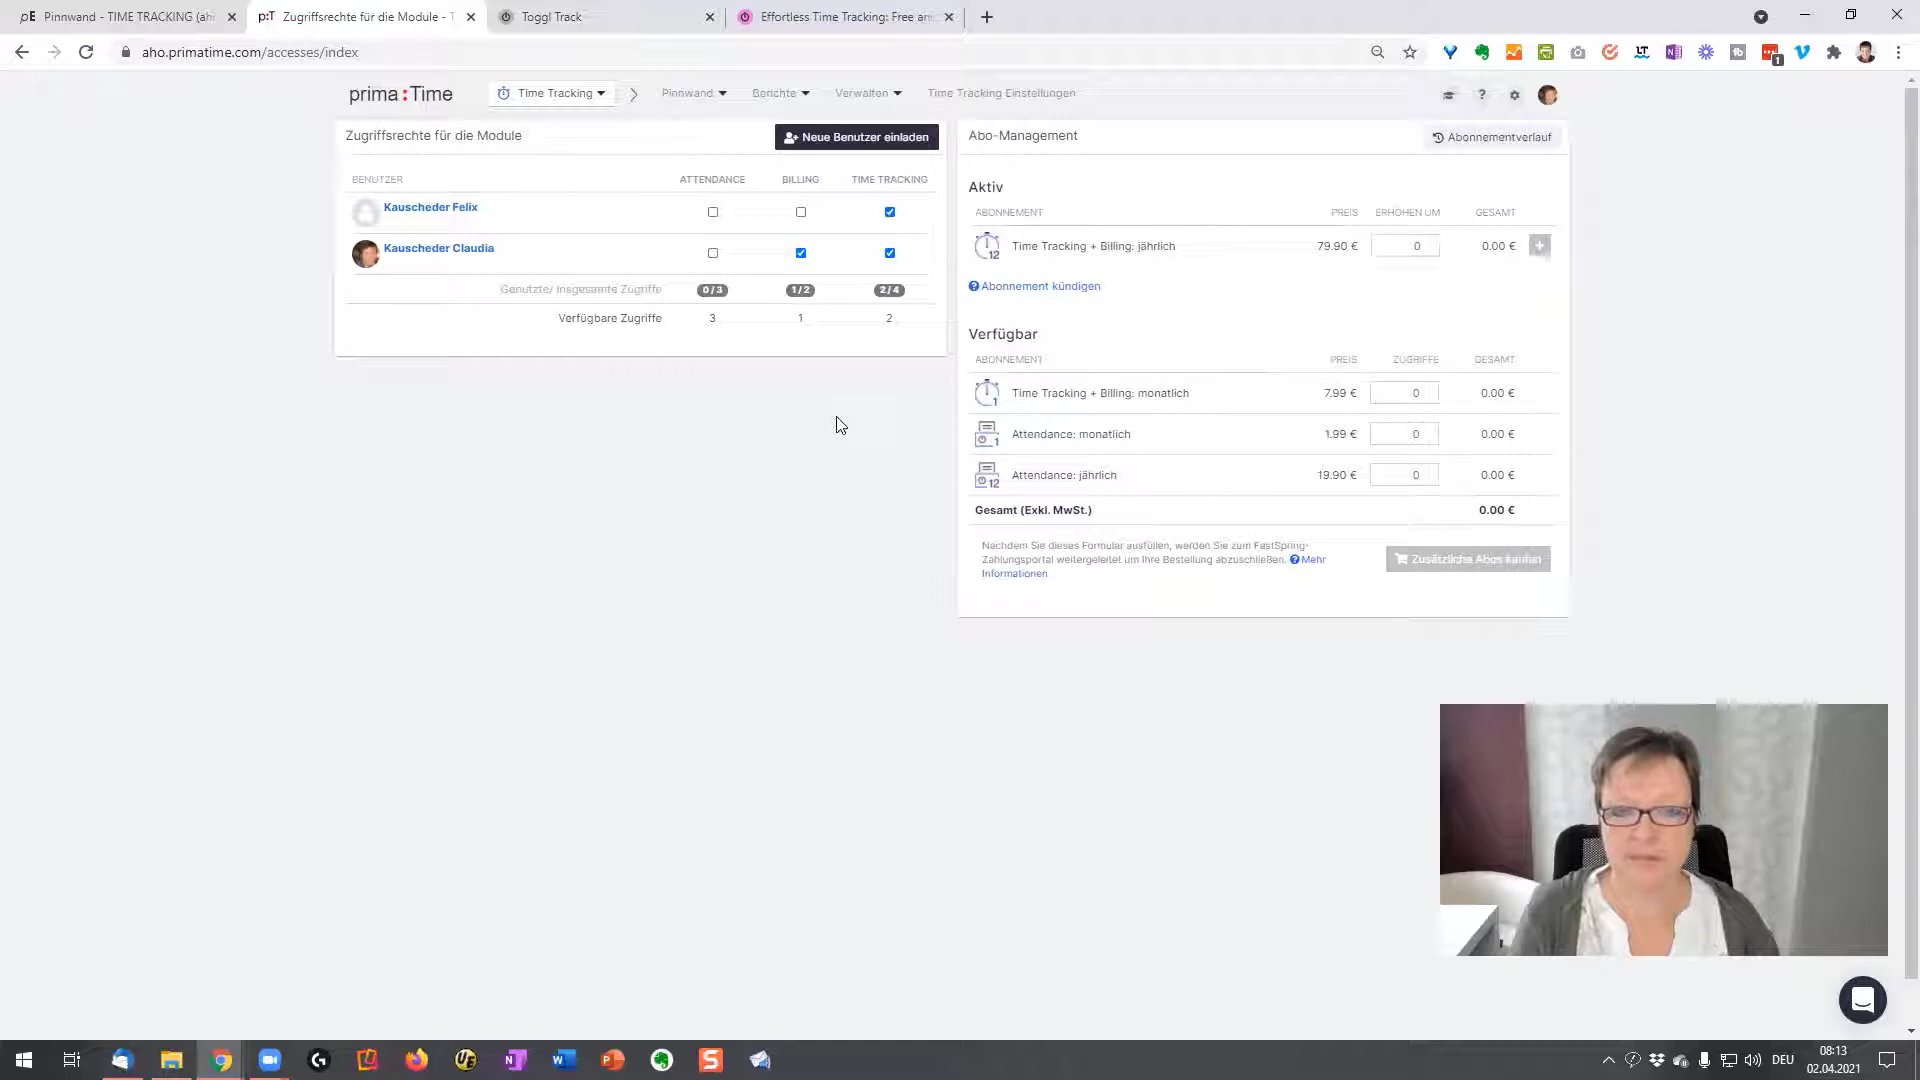 pE Pinnwand - TIME TRACKING (ah
p:T Zugriffsrechte für die Module - T
Toggl Track
Effortless Time Tracking: Free an
aho.primatime.com/accesses/index
prima:Time
Time Tracking
Pinnwand
Berichte
Verwalten
Time Tracking Einstellungen
Zugriffsrechte für die Module
Neue Benutzer einladen
BENUTZER ATTENDANCE BILLING TIME TRACKING
Kauscheder Felix
Kauscheder Claudia
Genutzte/ Insgesamte Zugriffe 0/3 1/2 2/4
Verfügbare Zugriffe 3 1 2
Abo-Management
Abonnementverlauf
Aktiv
ABONNEMENT PREIS ERHÖHEN UM GESAMT
12 Time Tracking + Billing: jährlich 79.90 € 0 0.00 € +
Abonnement kündigen
Verfügbar
ABONNEMENT PREIS ZUGRIFFE GESAMT
1 Time Tracking + Billing: monatlich 7.99 € 0 0.00 €
1 Attendance: monatlich 1.99 € 0 0.00 €
12 Attendance: jährlich 19.90 € 0 0.00 €
Gesamt (Exkl. MwSt.) 0.00 €
Nachdem Sie dieses Formular ausfüllen, werden Sie zum FastSpring-
Zahlungsportal weitergeleitet um Ihre Bestellung abzuschließen. Mehr
Informationen
Zusätzliche Abos kaufen
DEU
08:13
02.04.2021